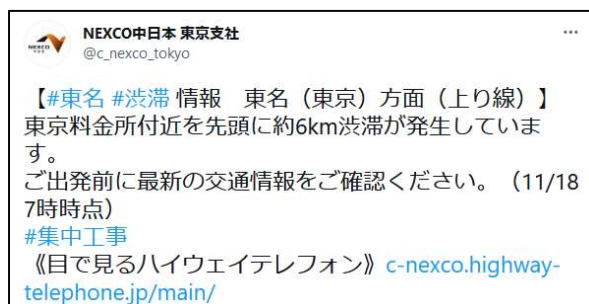 NEXCO中日本 東京支社
@c_nexco_tokyo
【#東名 #渋滞 情報　東名（東京）方面（上り線）】
東京料金所付近を先頭に約6km渋滞が発生していま
す。
ご出発前に最新の交通情報をご確認ください。（11/18
7時時点）
#集中工事
《目で見るハイウェイテレフォン》c-nexco.highway-
telephone.jp/main/